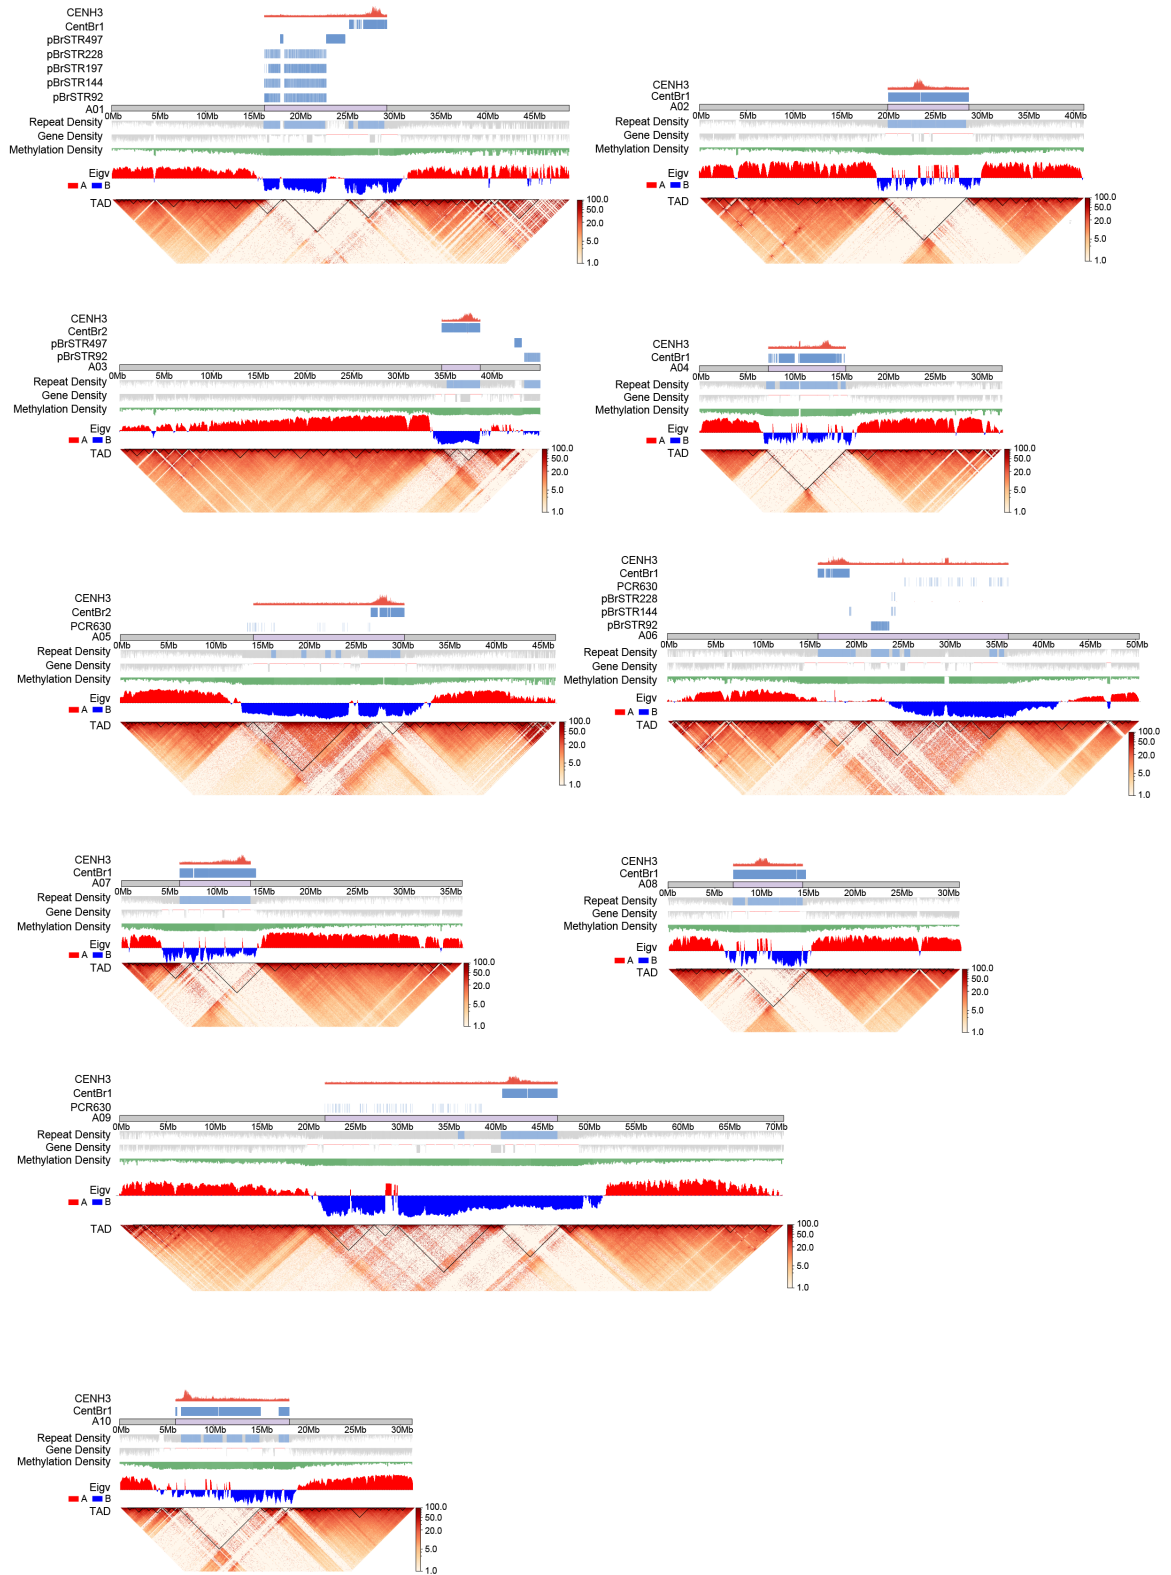 CENH3
CentBr1
pBrSTR497
pBrSTR228
pBrSTR197
pBrSTR144
pBrSTR92
A01
0Mb 5Mb 10Mb 15Mb 20Mb 25Mb 30Mb 35Mb 40Mb 45Mb
Repeat Density
Gene Density
Methylation Density
Eigv
A B
TAD
100.0
50.0
20.0
5.0
1.0
CENH3
CentBr1
A02
0Mb 5Mb 10Mb 15Mb 20Mb 25Mb 30Mb 35Mb 40Mb
Repeat Density
Gene Density
Methylation Density
Eigv
A B
TAD
100.0
50.0
20.0
5.0
1.0
CENH3
CentBr2
pBrSTR497
pBrSTR92
A03
0Mb 5Mb 10Mb 15Mb 20Mb 25Mb 30Mb 35Mb 40Mb
Repeat Density
Gene Density
Methylation Density
Eigv
A B
TAD
100.0
50.0
20.0
5.0
1.0
CENH3
CentBr1
A04
0Mb 5Mb 10Mb 15Mb 20Mb 25Mb 30Mb
Repeat Density
Gene Density
Methylation Density
Eigv
A B
TAD
100.0
50.0
20.0
5.0
1.0
CENH3
CentBr2
PCR630
A05
0Mb 5Mb 10Mb 15Mb 20Mb 25Mb 30Mb 35Mb 40Mb 45Mb
Repeat Density
Gene Density
Methylation Density
Eigv
A B
TAD
100.0
50.0
20.0
5.0
1.0
CENH3
CentBr1
PCR630
pBrSTR228
pBrSTR144
pBrSTR92
A06
0Mb 5Mb 10Mb 15Mb 20Mb 25Mb 30Mb 35Mb 40Mb 45Mb 50Mb
Repeat Density
Gene Density
Methylation Density
Eigv
A B
TAD
100.0
50.0
20.0
5.0
1.0
CENH3
CentBr1
A07
0Mb 5Mb 10Mb 15Mb 20Mb 25Mb 30Mb 35Mb
Repeat Density
Gene Density
Methylation Density
Eigv
A B
TAD
100.0
50.0
20.0
5.0
1.0
CENH3
CentBr1
A08
0Mb 5Mb 10Mb 15Mb 20Mb 25Mb 30Mb
Repeat Density
Gene Density
Methylation Density
Eigv
A B
TAD
100.0
50.0
20.0
5.0
1.0
CENH3
CentBr1
PCR630
A09
0Mb 5Mb 10Mb 15Mb 20Mb 25Mb 30Mb 35Mb 40Mb 45Mb 50Mb 55Mb 60Mb 65Mb 70Mb
Repeat Density
Gene Density
Methylation Density
Eigv
A B
TAD
100.0
50.0
20.0
5.0
1.0
CENH3
CentBr1
A10
0Mb 5Mb 10Mb 15Mb 20Mb 25Mb 30Mb
Repeat Density
Gene Density
Methylation Density
Eigv
A B
TAD
100.0
50.0
20.0
5.0
1.0